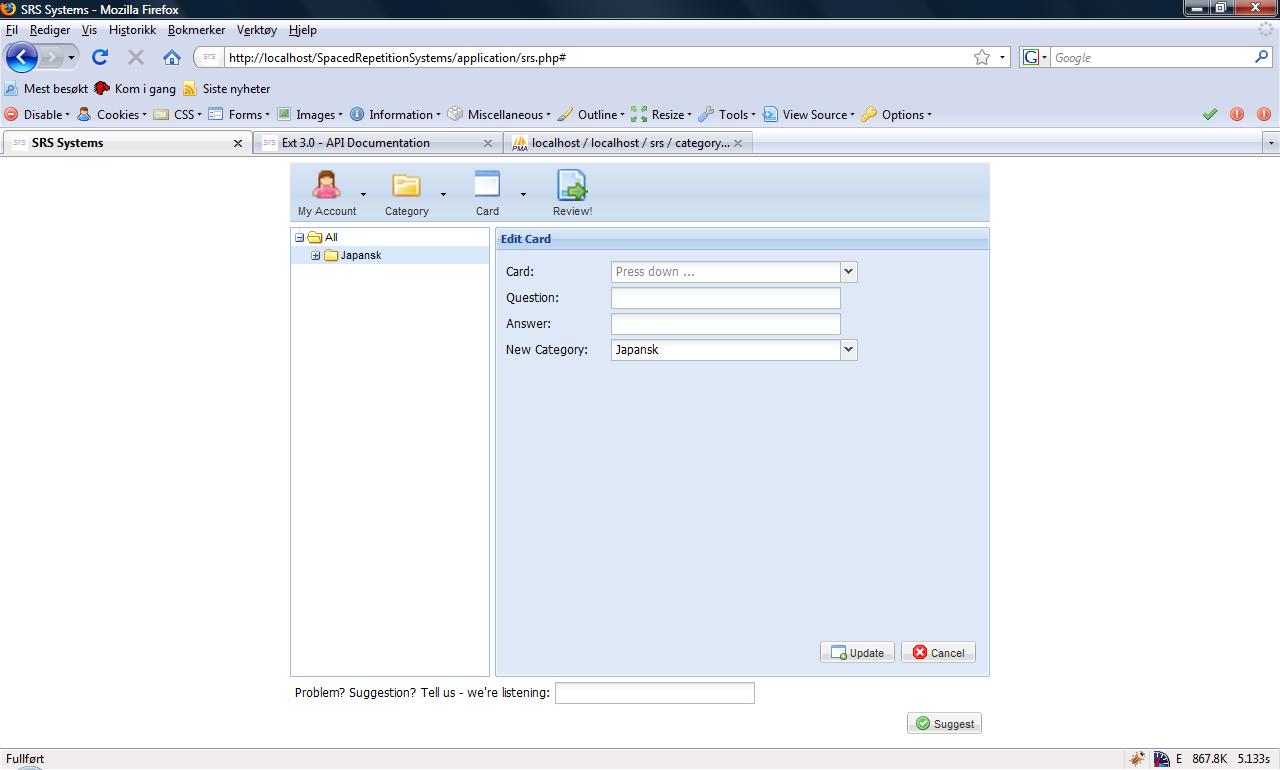 SRS Systems - Mozilla Firefox
Fil Rediger Vis Historikk Bokmerker Verktøy Hjelp
srs http://localhost/SpacedRepetitionSystems/application/srs.php# G Google
Mest besøkt Kom i gang Siste nyheter
Disable Cookies CSS Forms Images Information Miscellaneous Outline Resize Tools View Source Options
srs SRS Systems srs Ext 3.0 - API Documentation PMA localhost / localhost / srs / category...
My Account Category Card Review!
All
Japansk
Edit Card
Card: Press down ...
Question:
Answer:
New Category: Japansk
Update Cancel
Problem? Suggestion? Tell us - we're listening:
Suggest
Fullført E 867.8K 5.133s